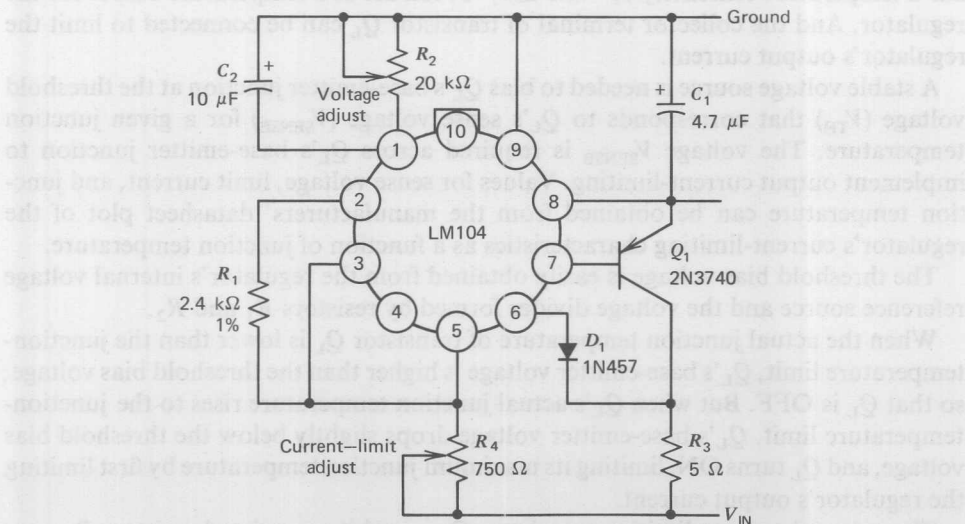 Ground
R₂
20 kΩ
Voltage
adjust
C₂
+
10 μF
+
C₁
4.7 μF
10
1
9
2
8
LM104
3
7
4
6
5
R₁
2.4 kΩ
1%
Q₁
2N3740
D₁
1N457
Current–limit
adjust
R₄
750 Ω
R₃
5 Ω
V_IN